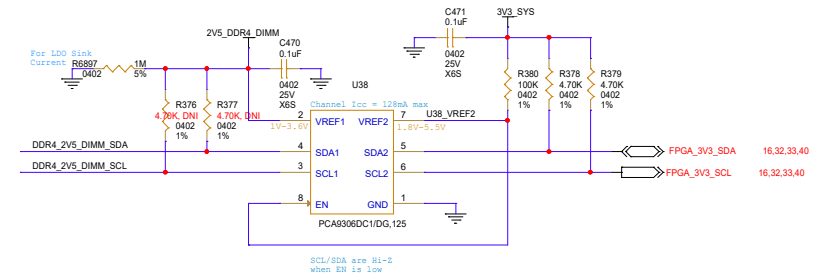 2V5_DDR4_DIMM
C470
0.1uF
0402
25V
X6S
C471
0.1uF
0402
25V
X6S
3V3_SYS
For LDO Sink
Current
R6897
0402
1M
5%
R376
4.70K, DNI
0402
1%
R377
4.70K, DNI
0402
1%
R380
100K
0402
1%
R378
4.70K
0402
1%
R379
4.70K
0402
1%
U38
Channel Icc = 128mA max
2
VREF1
VREF2
7
U38_VREF2
1V-3.6V
1.8V-5.5V
DDR4_2V5_DIMM_SDA
4
SDA1
SDA2
5
FPGA_3V3_SDA
16,32,33,40
DDR4_2V5_DIMM_SCL
3
SCL1
SCL2
6
FPGA_3V3_SCL
16,32,33,40
8
EN
GND
1
PCA9306DC1/DG,125
SCL/SDA are Hi-Z
when EN is low